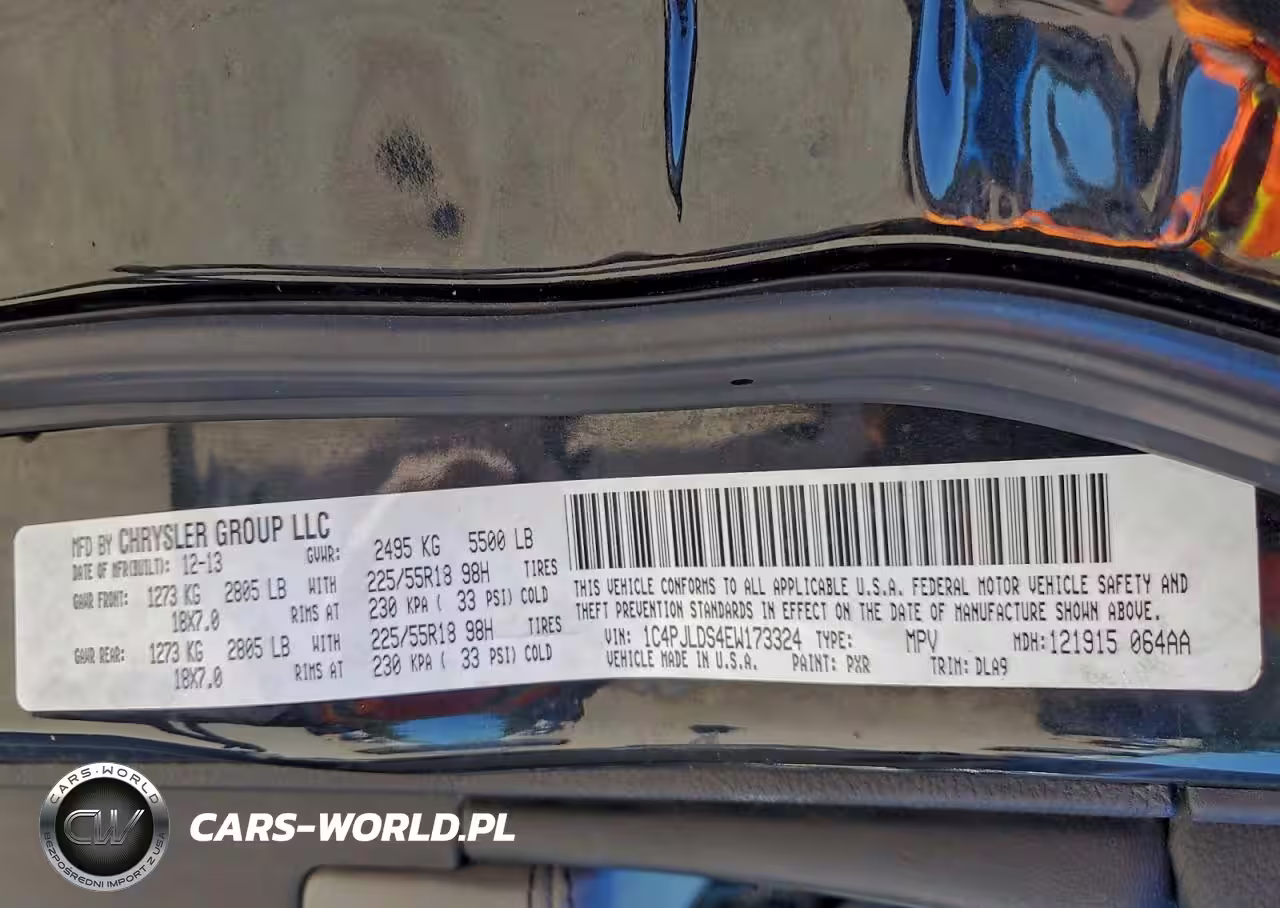 MFD BY CHRYSLER GROUP LLC
DATE OF MFR(BUILT): 12-13 GVWR: 2495 KG 5500 LB
GAWR FRONT: 1273 KG 2805 LB WITH 225/55R18 98H TIRES
18X7.0 RIMS AT 230 KPA ( 33 PSI) COLD
GAWR REAR: 1273 KG 2805 LB WITH 225/55R18 98H TIRES
18X7.0 RIMS AT 230 KPA ( 33 PSI) COLD
THIS VEHICLE CONFORMS TO ALL APPLICABLE U.S.A. FEDERAL MOTOR VEHICLE SAFETY AND
THEFT PREVENTION STANDARDS IN EFFECT ON THE DATE OF MANUFACTURE SHOWN ABOVE.
VIN: 1C4PJLDS4EW173324 TYPE: MPV MDH: 121915 064AA
VEHICLE MADE IN U.S.A. PAINT: PXR TRIM: DLA9
CARS-WORLD
CW
BEZPOŚREDNI IMPORT Z USA
CARS-WORLD.PL